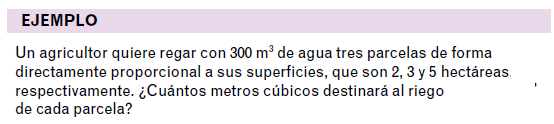 EJEMPLO
Un agricultor quiere regar con 300 m³ de agua tres parcelas de forma
directamente proporcional a sus superficies, que son 2, 3 y 5 hectáreas,
respectivamente. ¿Cuántos metros cúbicos destinará al riego
de cada parcela?